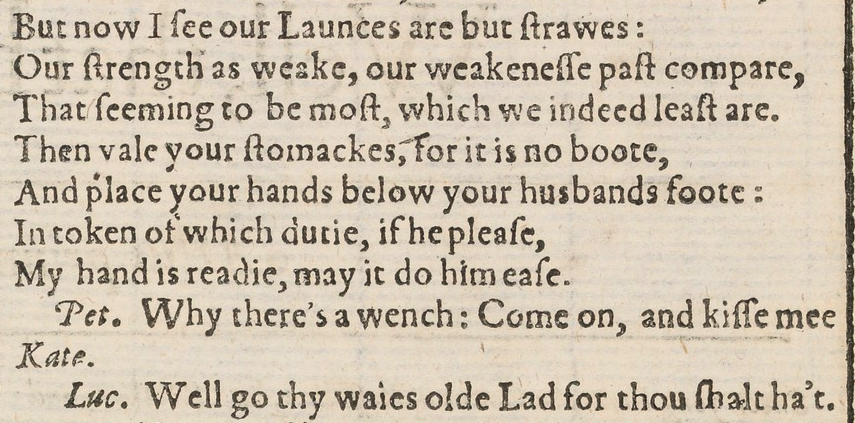 But now I ſee our Launces are but ſtrawes:
Our ſtrength as weake, our weakeneſſe paſt compare,
That ſeeming to be moſt, which we indeed leaſt are.
Then vale your ſtomackes, for it is no boote,
And place your hands below your husbands foote:
In token of which dutie, if he pleaſe,
My hand is readie, may it do him eaſe.
Pet. Why there's a wench: Come on, and kiſſe mee
Kate.
Luc. Well go thy waies olde Lad for thou ſhalt ha't.